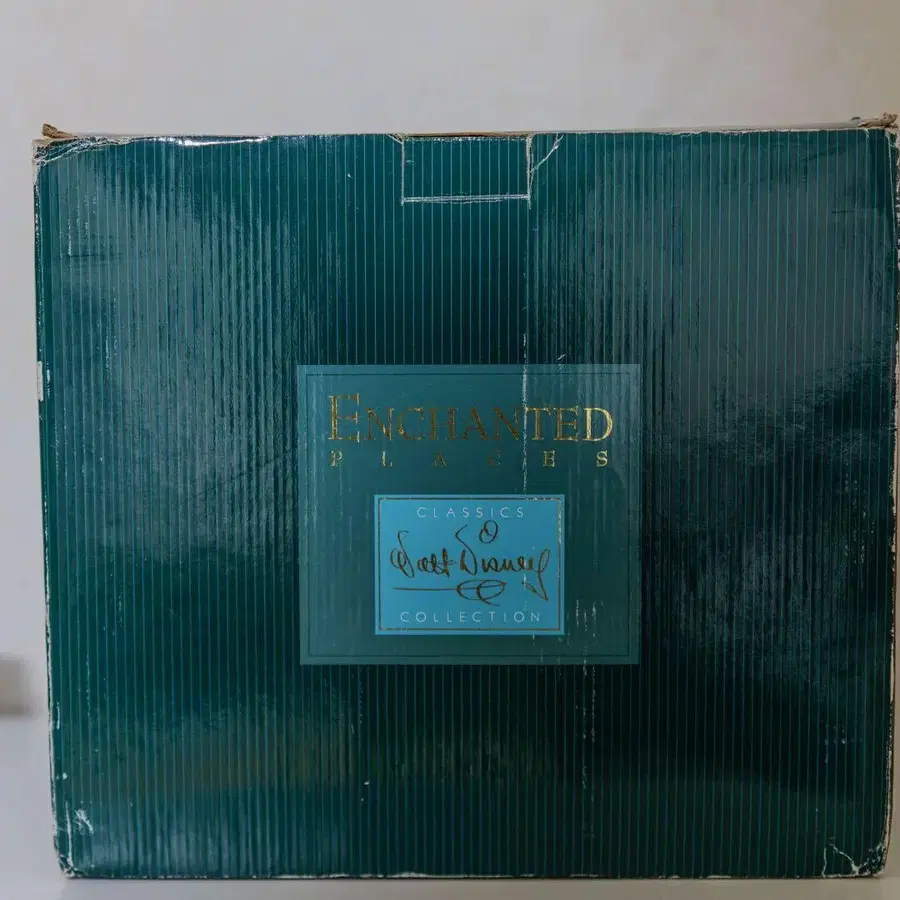 ENCHANTED
PLACES
CLASSICS
Walt Disney
COLLECTION